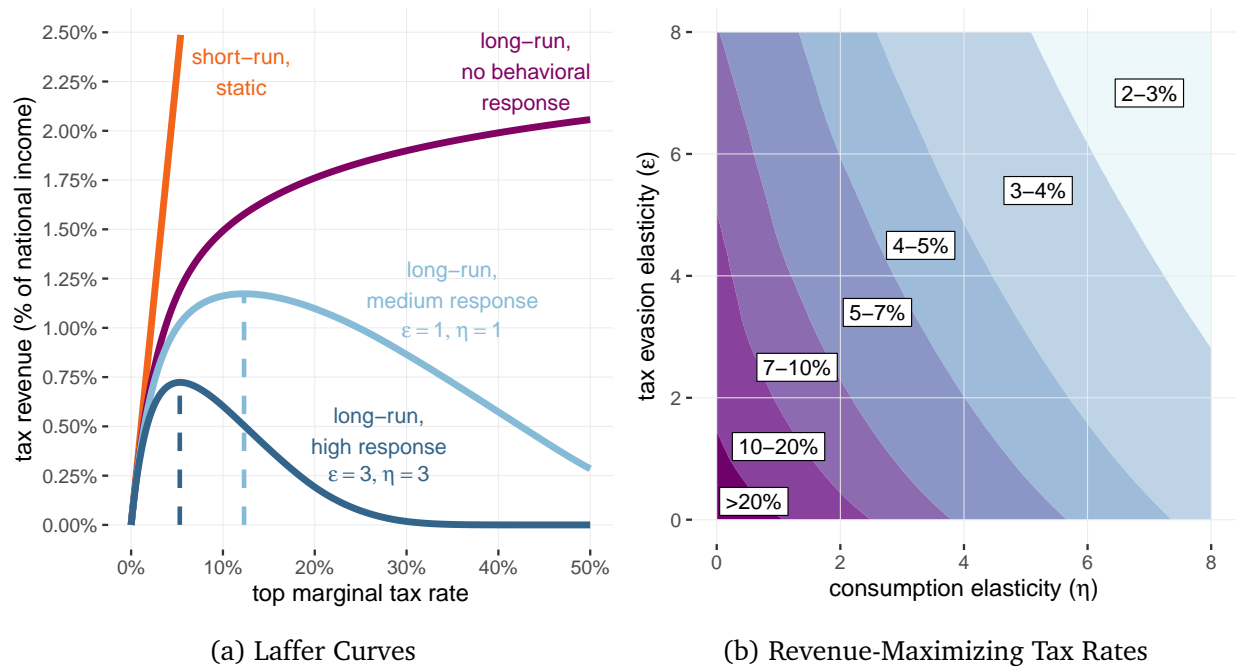 2.50%
2.25%
2.00%
1.75%
1.50%
1.25%
1.00%
0.75%
0.50%
0.25%
0.00%
tax revenue (% of national income)
short−run,
static
long−run,
no behavioral
response
long−run,
medium response
ε = 1, η = 1
long−run,
high response
ε = 3, η = 3
0% 10% 20% 30% 40% 50%
top marginal tax rate
(a) Laffer Curves
8
6
4
2
0
tax evasion elasticity (ε)
2−3%
3−4%
4−5%
5−7%
7−10%
10−20%
>20%
0 2 4 6 8
consumption elasticity (η)
(b) Revenue-Maximizing Tax Rates